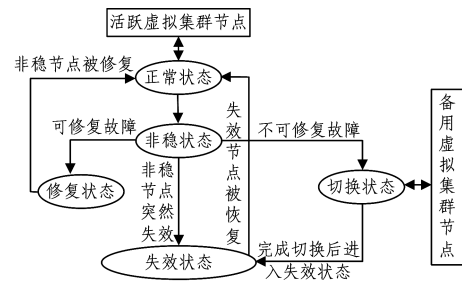 活跃虚拟集群节点
非稳节点被修复
正常状态
可修复故障
非稳状态
不可修复故障
失效节点被恢复
备用虚拟集群节点
修复状态
非稳节点突然失效
切换状态
失效状态
完成切换后进
入失效状态